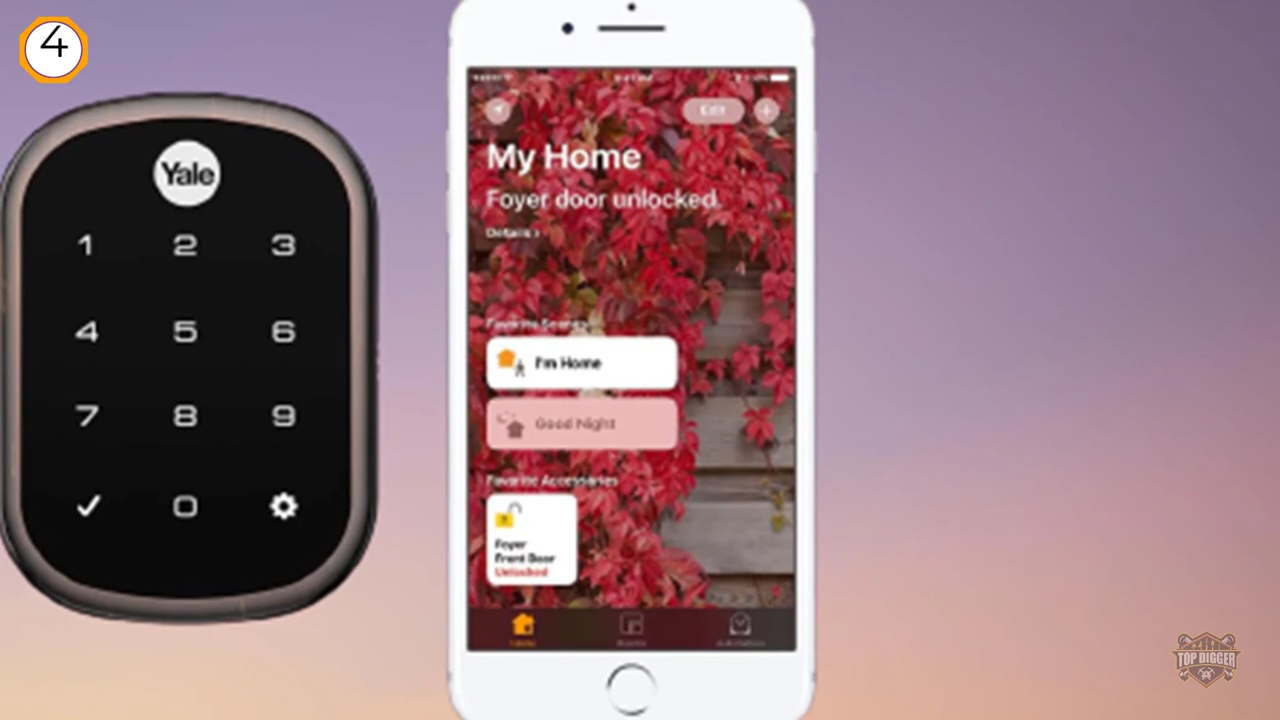 4
Yale
1 2 3
4 5 6
7 8 9
0
Edit
My Home
Foyer door unlocked.
Details >
Favorite Scenes
I'm Home
Good Night
Favorite Accessories
Foyer
Front Door
Unlocked
TOP DIGGER